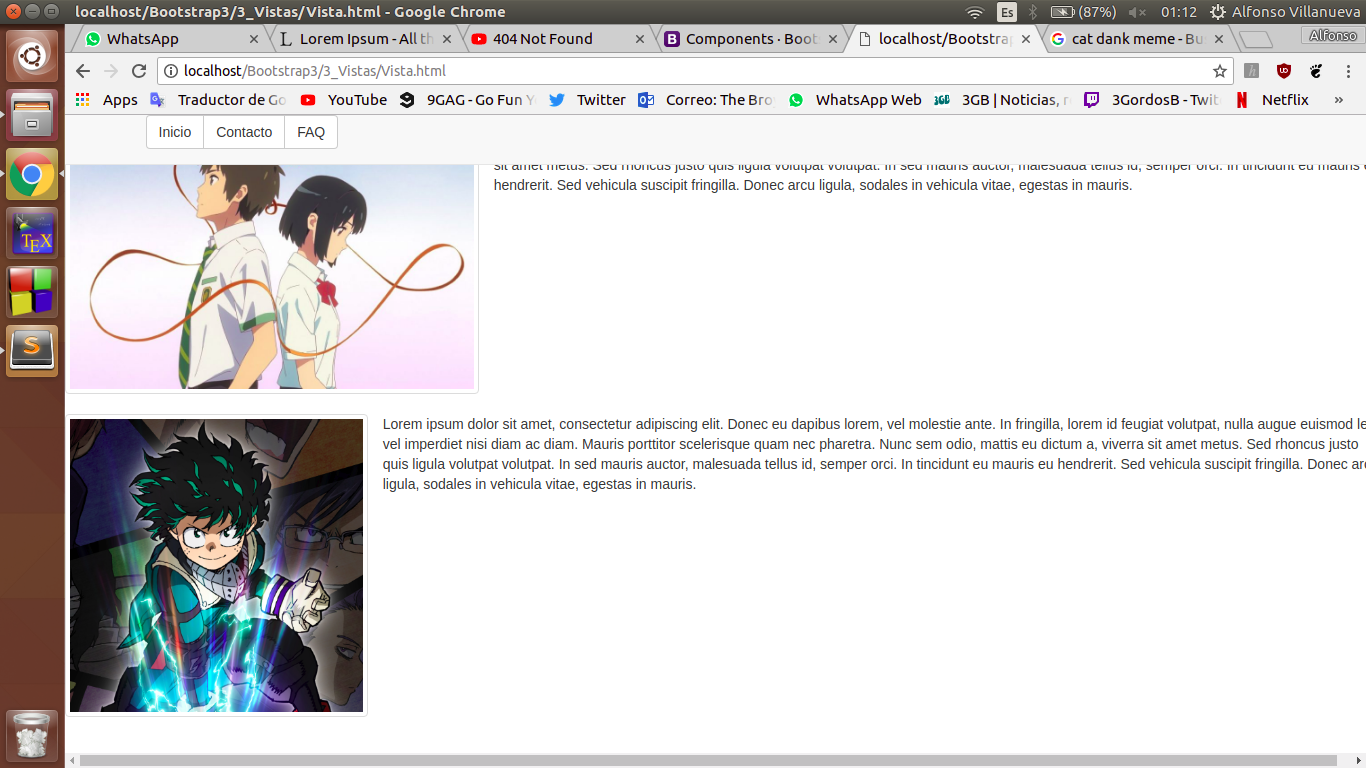 localhost/Bootstrap3/3_Vistas/Vista.html - Google Chrome
Es (87%) 01:12 Alfonso Villanueva
WhatsApp Lorem Ipsum - All th 404 Not Found Components · Boot localhost/Bootstrap cat dank meme - Bu Alfonso
localhost/Bootstrap3/3_Vistas/Vista.html
Apps Traductor de Go YouTube 9GAG - Go Fun Y Twitter Correo: The Bro WhatsApp Web 3GB | Noticias, r 3GordosB - Twit Netflix »
Inicio Contacto FAQ
sit amet metus. Sed rhoncus justo quis ligula volutpat volutpat. In sed mauris auctor, malesuada tellus id, semper orci. In tincidunt eu mauris e
hendrerit. Sed vehicula suscipit fringilla. Donec arcu ligula, sodales in vehicula vitae, egestas in mauris.
Lorem ipsum dolor sit amet, consectetur adipiscing elit. Donec eu dapibus lorem, vel molestie ante. In fringilla, lorem id feugiat volutpat, nulla augue euismod le
vel imperdiet nisi diam ac diam. Mauris porttitor scelerisque quam nec pharetra. Nunc sem odio, mattis eu dictum a, viverra sit amet metus. Sed rhoncus justo
quis ligula volutpat volutpat. In sed mauris auctor, malesuada tellus id, semper orci. In tincidunt eu mauris eu hendrerit. Sed vehicula suscipit fringilla. Donec arc
ligula, sodales in vehicula vitae, egestas in mauris.